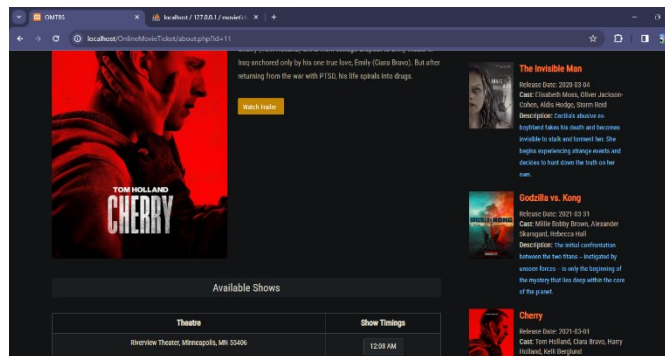 OMTBS
localhost / 127.0.0.1 /
localhost/OnlineMovieTicket/about.php?id=11
Iraq anchored only by his one true love, Emily (Ciara Bravo). But after
returning from the war with PTSD, his life spirals into drugs.
Watch Trailer
TOM HOLLAND
CHERRY
Available Shows
Theatre
Show Timings
Riverview Theater, Minneapolis, MN 55406
12:08 AM
The Invisible Man
Release Date: 2020-03-04
Cast: Elisabeth Moss, Oliver Jackson-
Cohen, Aldis Hodge, Storm Reid
Description: Cecilia's abusive ex-
boyfriend fakes his death and becomes
invisible to stalk and torment her. She
begins experiencing strange events and
decides to hunt down the truth on her
own.
Godzilla vs. Kong
Release Date: 2021-03-31
Cast: Millie Bobby Brown, Alexander
Skarsgard, Rebecca Hall
Description: The initial confrontation
between the two titans – instigated by
unseen forces – is only the beginning of
the mystery that lies deep within the core
of the planet.
Cherry
Release Date: 2021-03-01
Cast: Tom Holland, Ciara Bravo, Harry
Holland, Kelli Berglund